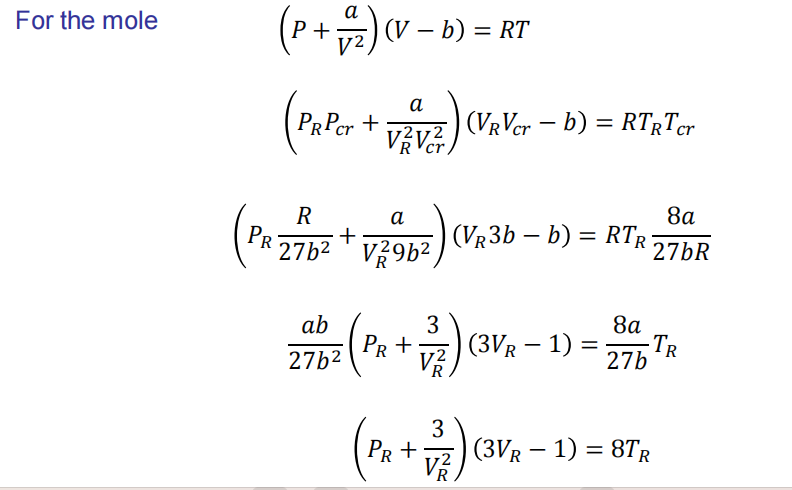 For the mole (P + a/V²) (V − b) = RT
(P_R P_cr + a/(V_R² V_cr²)) (V_R V_cr − b) = RT_R T_cr
(P_R R/(27b²) + a/(V_R² 9b²)) (V_R 3b − b) = RT_R 8a/(27bR)
ab/(27b²) (P_R + 3/V_R²) (3V_R − 1) = 8a/(27b) T_R
(P_R + 3/V_R²) (3V_R − 1) = 8T_R